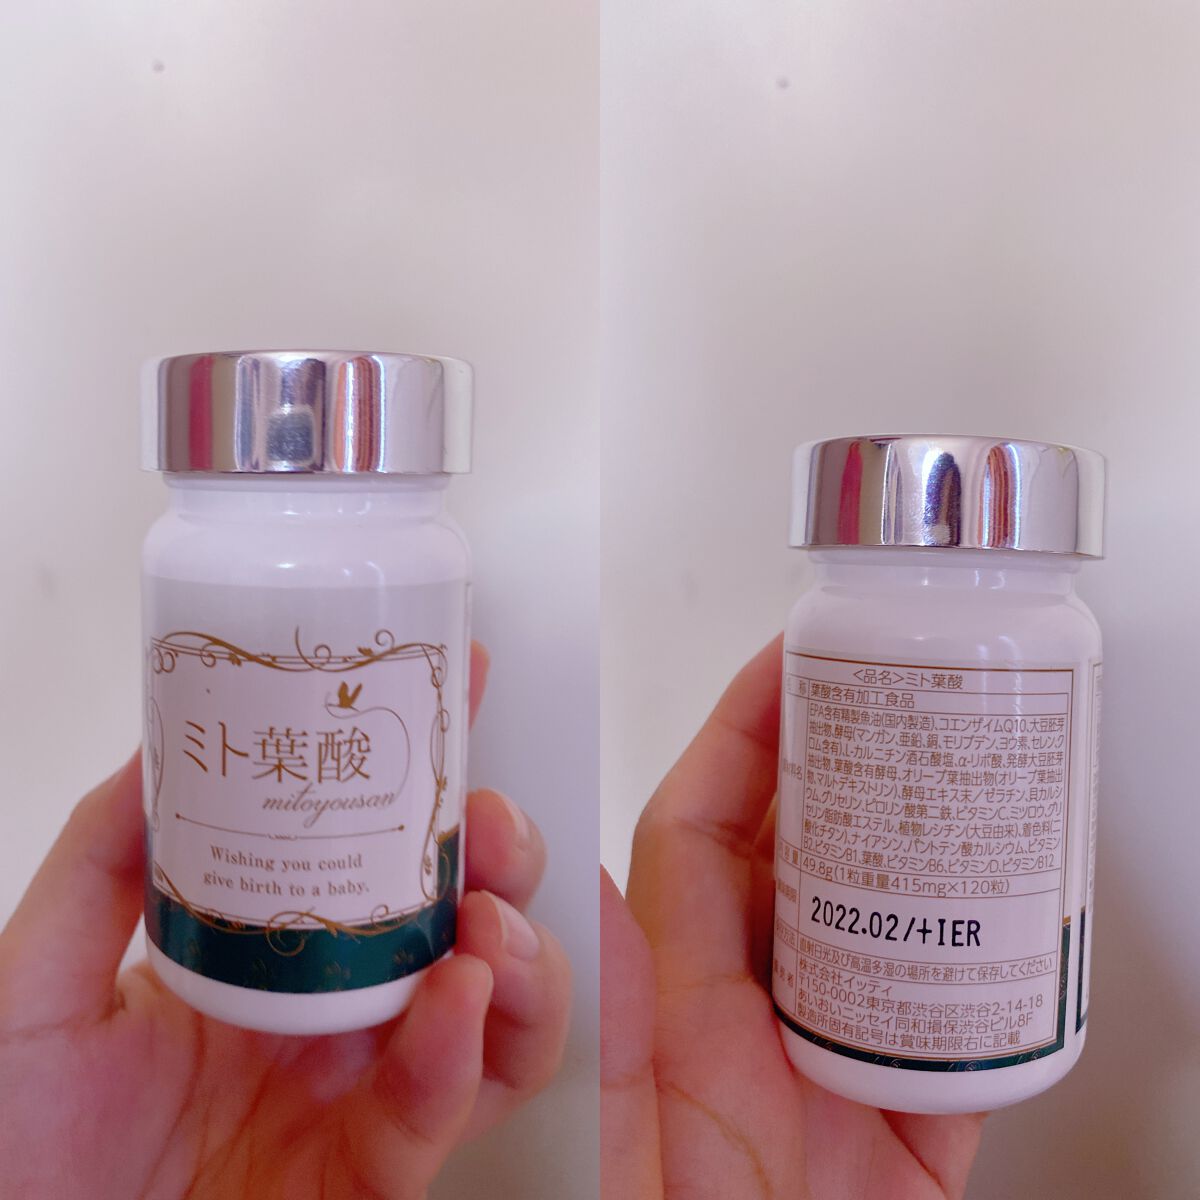 ミト葉酸
mitoyousan
Wishing you could
give birth to a baby.
<品名>ミト葉酸
名 称 葉酸含有加工食品
EPA含有精製魚油(国内製造)、コエンザイムQ10、大豆胚芽
抽出物、酵母(マンガン、亜鉛、銅、モリブデン、ヨウ素、セレン、ク
ロム含有)、L-カルニチン酒石酸塩、α-リポ酸、発酵大豆胚芽
抽出物、葉酸含有酵母、オリーブ葉抽出物(オリーブ葉抽出
物、マルトデキストリン)、酵母エキス末/ゼラチン、貝カルシ
ウム、グリセリン、ピロリン酸第二鉄、ビタミンC、ミツロウ、グリ
セリン脂肪酸エステル、植物レシチン(大豆由来)、着色料(二
酸化チタン)、ナイアシン、パントテン酸カルシウム、ビタミン
B2、ビタミンB1、葉酸、ビタミンB6、ビタミンD、ビタミンB12
49.8g(1粒重量415mg×120粒)
2022.02/+IER
直射日光及び高温多湿の場所を避けて保存してください
株式会社イッティ
〒150-0002東京都渋谷区渋谷2-14-18
あいおいニッセイ同和損保渋谷ビル8F
製造所固有記号は賞味期限右に記載